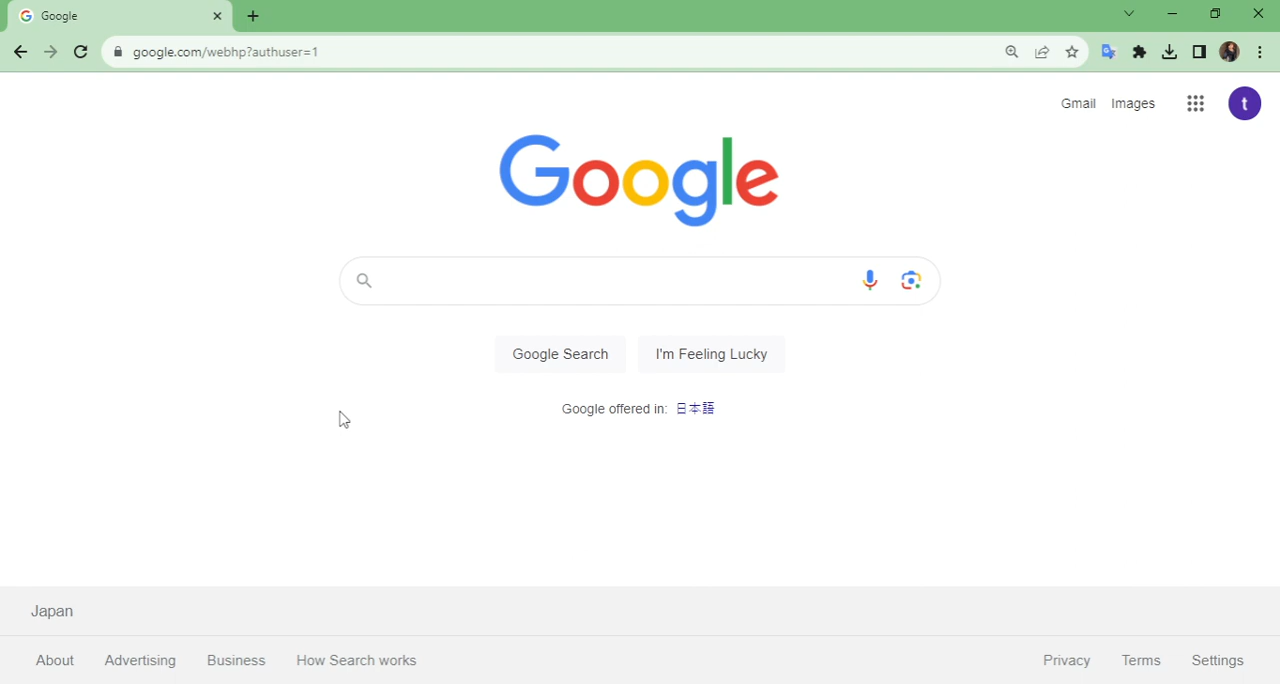 Google
google.com/webhp?authuser=1
Gmail Images t
Google
Google Search I'm Feeling Lucky
Google offered in: 日本語
Japan
About Advertising Business How Search works Privacy Terms Settings